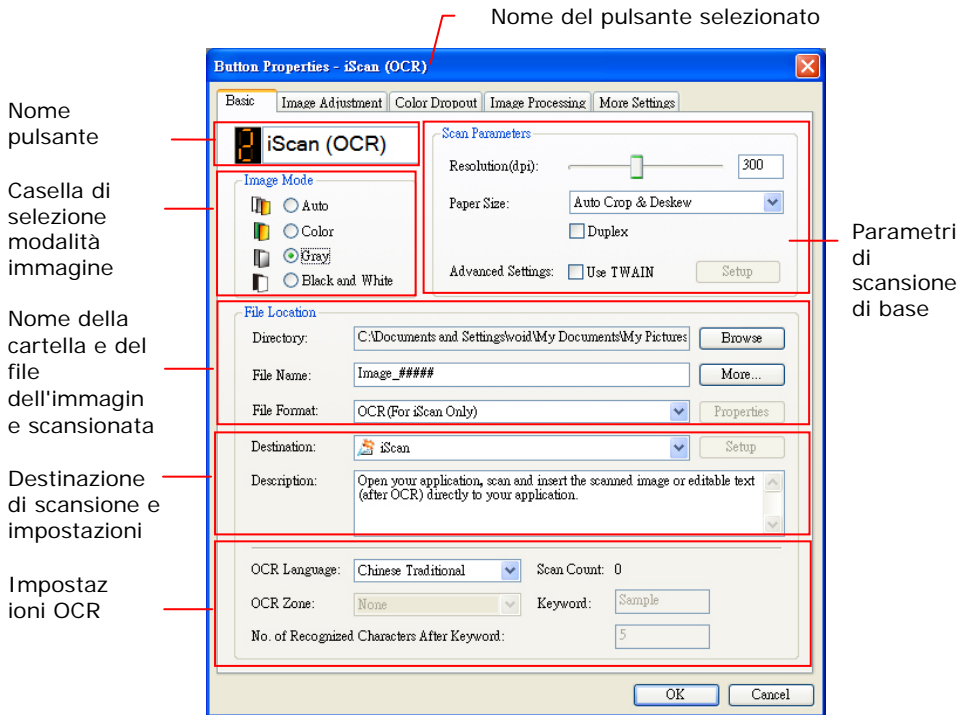 Nome del pulsante selezionato
Button Properties - iScan (OCR)
Basic Image Adjustment Color Dropout Image Processing More Settings
Nome
pulsante
2 iScan (OCR)
Casella di
selezione
modalità
immagine
Image Mode
Auto
Color
Gray
Black and White
Scan Parameters
Resolution(dpi): 300
Paper Size: Auto Crop & Deskew
Duplex
Advanced Settings: Use TWAIN Setup
Parametri
di
scansione
di base
Nome della
cartella e del
file
dell'immagin
e scansionata
File Location
Directory: C:\Documents and Settings\void\My Documents\My Pictures Browse
File Name: Image_##### More...
File Format: OCR(For iScan Only) Properties
Destinazione
di scansione e
impostazioni
Destination: iScan Setup
Description: Open your application, scan and insert the scanned image or editable text
(after OCR) directly to your application.
Impostaz
ioni OCR
OCR Language: Chinese Traditional Scan Count: 0
OCR Zone: None Keyword: Sample
No. of Recognized Characters After Keyword: 5
OK Cancel